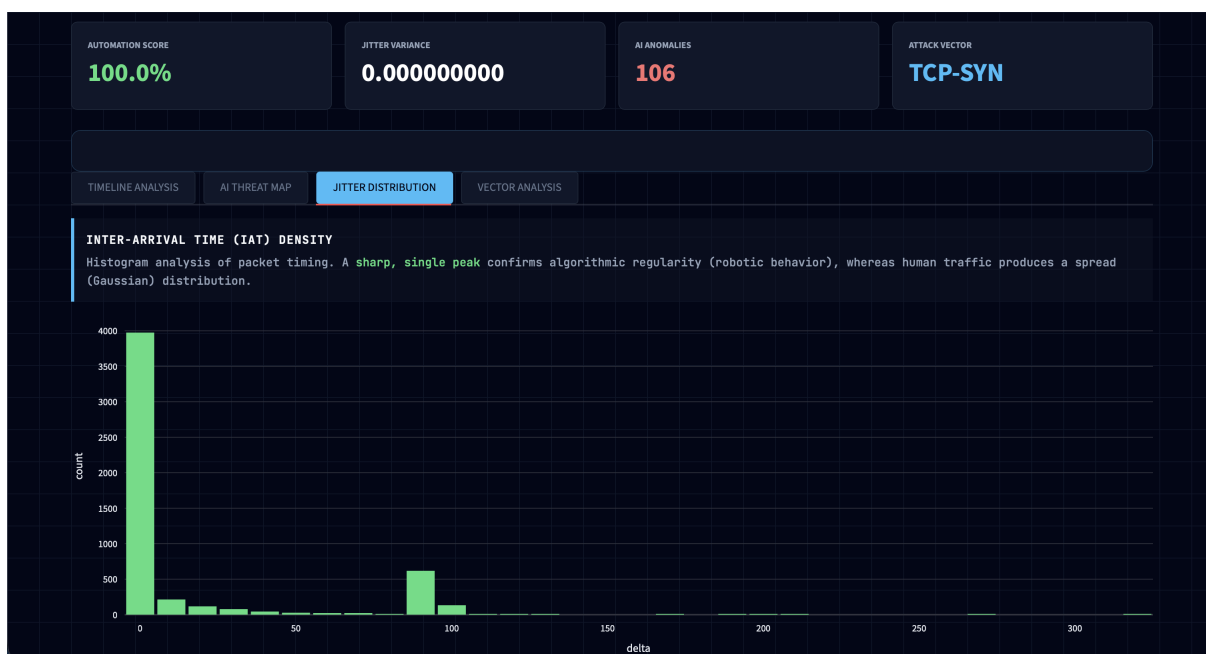 AUTOMATION SCORE
100.0%
JITTER VARIANCE
0.000000000
AI ANOMALIES
106
ATTACK VECTOR
TCP-SYN
TIMELINE ANALYSIS
AI THREAT MAP
JITTER DISTRIBUTION
VECTOR ANALYSIS
INTER-ARRIVAL TIME (IAT) DENSITY
Histogram analysis of packet timing. A sharp, single peak confirms algorithmic regularity (robotic behavior), whereas human traffic produces a spread
(Gaussian) distribution.
4000
3500
3000
2500
2000
1500
1000
500
0
count
0 50 100 150 200 250 300
delta